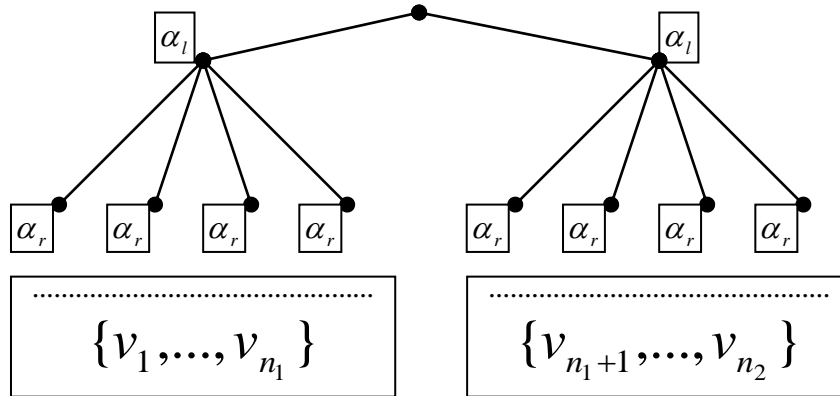 α_l α_l
α_r α_r α_r α_r α_r α_r α_r α_r
{v_1,..., v_{n_1}} {v_{n_1+1},..., v_{n_2}}